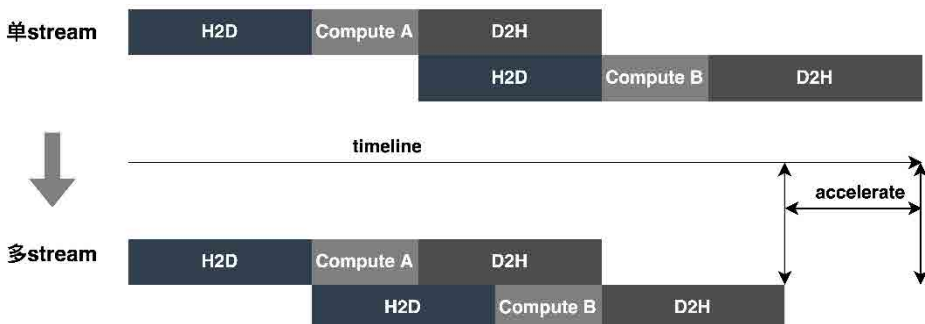 单stream H2D Compute A D2H
H2D Compute B D2H
timeline
accelerate
多stream H2D Compute A D2H
H2D Compute B D2H